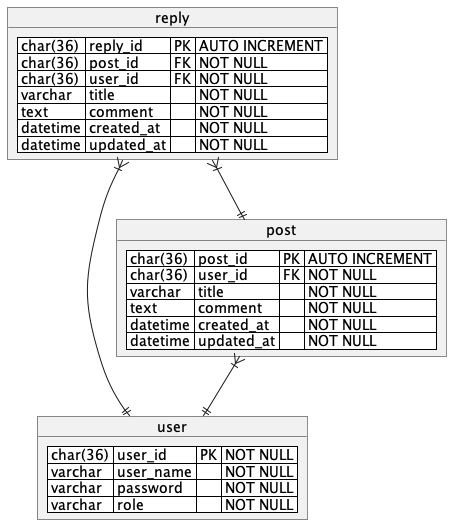 reply
char(36) reply_id PK AUTO INCREMENT
char(36) post_id FK NOT NULL
char(36) user_id FK NOT NULL
varchar title NOT NULL
text comment NOT NULL
datetime created_at NOT NULL
datetime updated_at NOT NULL
post
char(36) post_id PK AUTO INCREMENT
char(36) user_id FK NOT NULL
varchar title NOT NULL
text comment NOT NULL
datetime created_at NOT NULL
datetime updated_at NOT NULL
user
char(36) user_id PK NOT NULL
varchar user_name NOT NULL
varchar password NOT NULL
varchar role NOT NULL